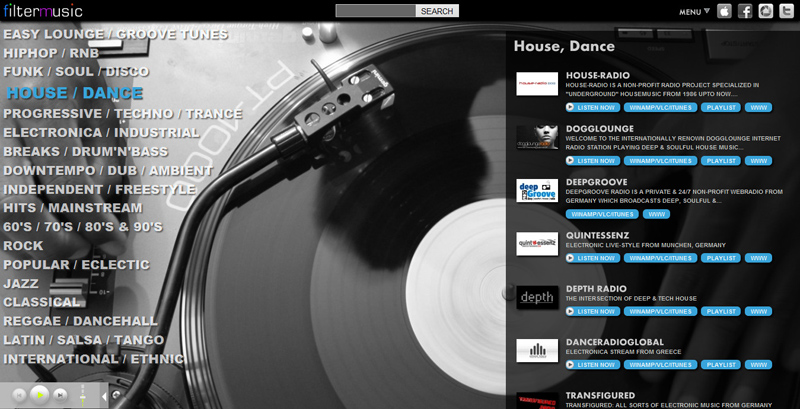 filtermusic
SEARCH
MENU
EASY LOUNGE / GROOVE TUNES
HIPHOP / RNB
FUNK / SOUL / DISCO
HOUSE / DANCE
PROGRESSIVE / TECHNO / TRANCE
ELECTRONICA / INDUSTRIAL
BREAKS / DRUM'N'BASS
DOWNTEMPO / DUB / AMBIENT
INDEPENDENT / FREESTYLE
HITS / MAINSTREAM
60'S / 70'S / 80'S & 90'S
ROCK
POPULAR / ECLECTIC
JAZZ
CLASSICAL
REGGAE / DANCEHALL
LATIN / SALSA / TANGO
INTERNATIONAL / ETHNIC
House, Dance
HOUSE-RADIO
HOUSE-RADIO IS A NON-PROFIT RADIO PROJECT SPECIALIZED IN
"UNDERGROUND" HOUSEMUSIC FROM 1986 UPTO NOW....
LISTEN NOW WINAMP/VLC/ITUNES PLAYLIST WWW
DOGGLOUNGE
WELCOME TO THE INTERNATIONALLY RENOWN DOGGLOUNGE INTERNET
RADIO STATION PLAYING DEEP & SOULFUL HOUSE MUSIC...
LISTEN NOW WINAMP/VLC/ITUNES PLAYLIST WWW
deep
Groove
DEEPGROOVE
DEEPGROOVE RADIO IS A PRIVATE & 24/7 NON-PROFIT WEBRADIO FROM
GERMANY WHICH BROADCASTS DEEP, SOULFUL &...
WINAMP/VLC/ITUNES WWW
quintessenz
QUINTESSENZ
ELECTRONIC LIVE-STYLE FROM MUNCHEN, GERMANY
LISTEN NOW WINAMP/VLC/ITUNES PLAYLIST WWW
depth
DEPTH RADIO
THE INTERSECTION OF DEEP & TECH HOUSE
LISTEN NOW WINAMP/VLC/ITUNES PLAYLIST WWW
DANCERADIOGLOBAL
ELECTRONICA STREAM FROM GREECE
LISTEN NOW WINAMP/VLC/ITUNES PLAYLIST WWW
TRANSFIGURED
TRANSFIGURED: ALL SORTS OF ELECTRONIC MUSIC FROM GERMANY